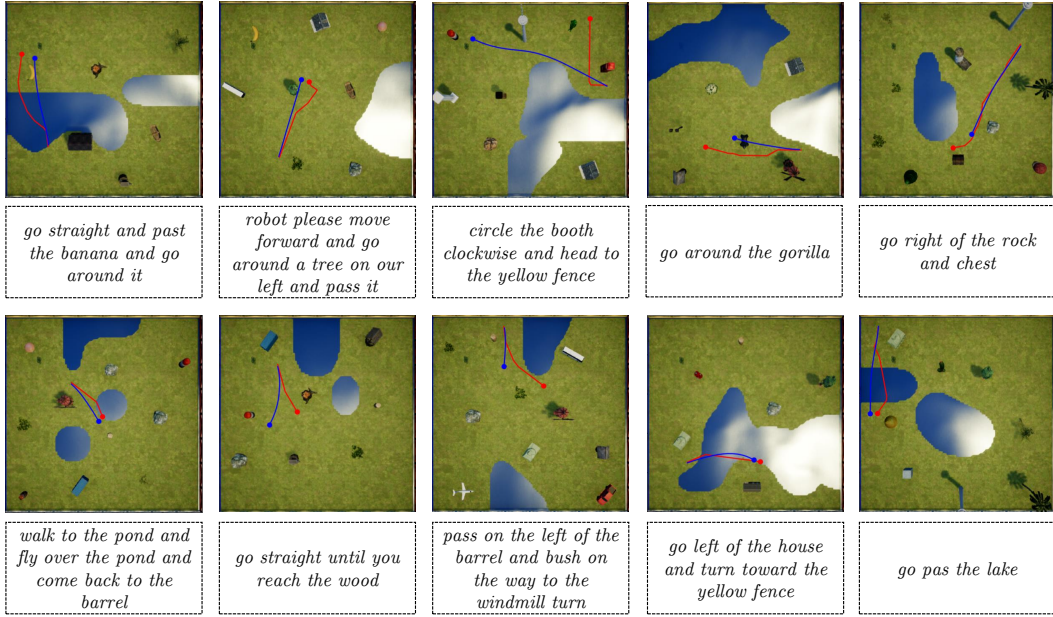 go straight and past
the banana and go
around it
robot please move
forward and go
around a tree on our
left and pass it
circle the booth
clockwise and head to
the yellow fence
go around the gorilla
go right of the rock
and chest
walk to the pond and
fly over the pond and
come back to the
barrel
go straight until you
reach the wood
pass on the left of the
barrel and bush on
the way to the
windmill turn
go left of the house
and turn toward the
yellow fence
go pas the lake